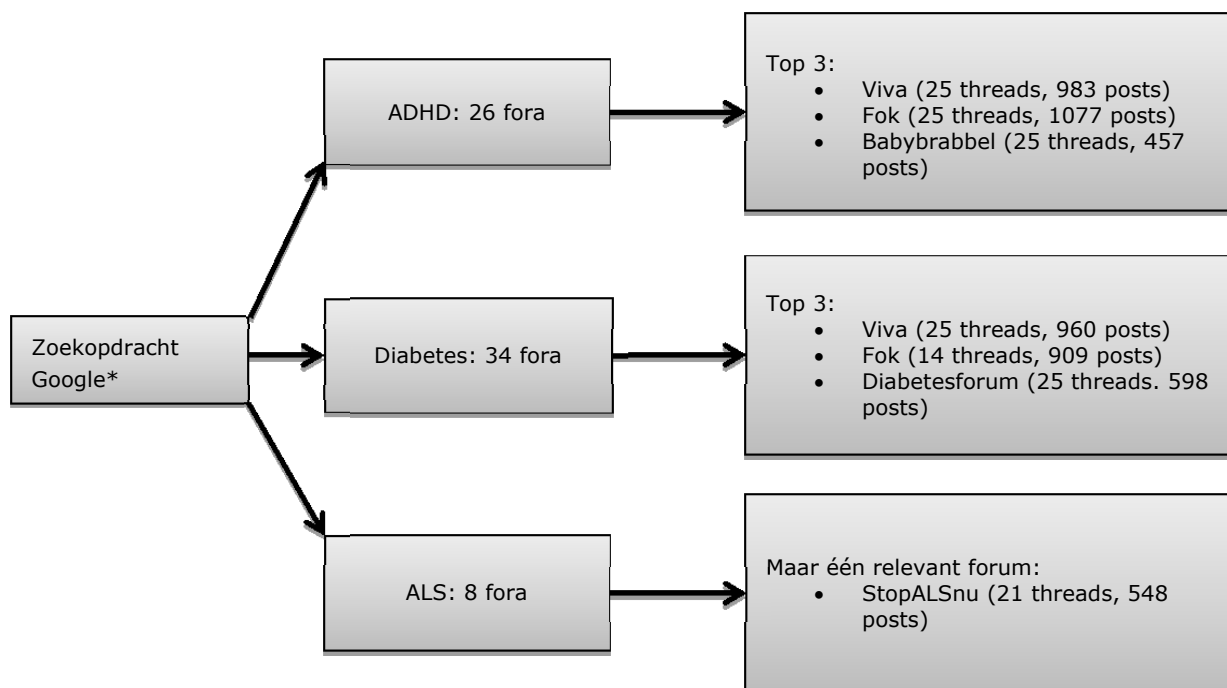 Zoekopdracht
Google*
ADHD: 26 fora
Top 3:
• Viva (25 threads, 983 posts)
• Fok (25 threads, 1077 posts)
• Babybrabbel (25 threads, 457
posts)
Diabetes: 34 fora
Top 3:
• Viva (25 threads, 960 posts)
• Fok (14 threads, 909 posts)
• Diabetesforum (25 threads. 598
posts)
ALS: 8 fora
Maar één relevant forum:
• StopALSnu (21 threads, 548
posts)